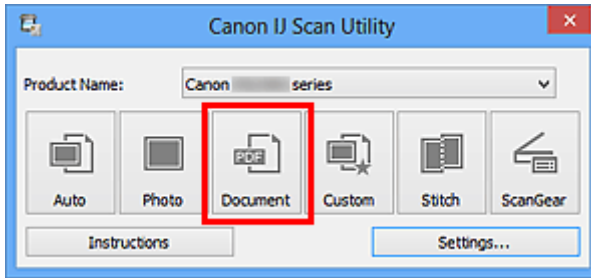 Canon IJ Scan Utility
Product Name: Canon series
PDF
Auto Photo Document Custom Stitch ScanGear
Instructions Settings...